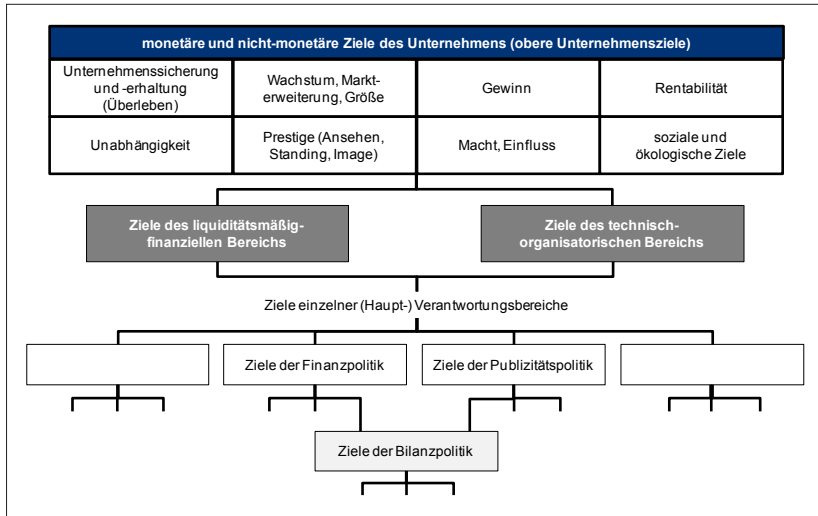 monetäre und nicht-monetäre Ziele des Unternehmens (obere Unternehmensziele)
Unternehmenssicherung
und -erhaltung
(Überleben)
Wachstum, Markt-
erweiterung, Größe
Gewinn
Rentabilität
Unabhängigkeit
Prestige (Ansehen,
Standing, Image)
Macht, Einfluss
soziale und
ökologische Ziele
Ziele des liquiditätsmäßig-
finanziellen Bereichs
Ziele des technisch-
organisatorischen Bereichs
Ziele einzelner (Haupt-) Verantwortungsbereiche
Ziele der Finanzpolitik
Ziele der Publizitätspolitik
Ziele der Bilanzpolitik